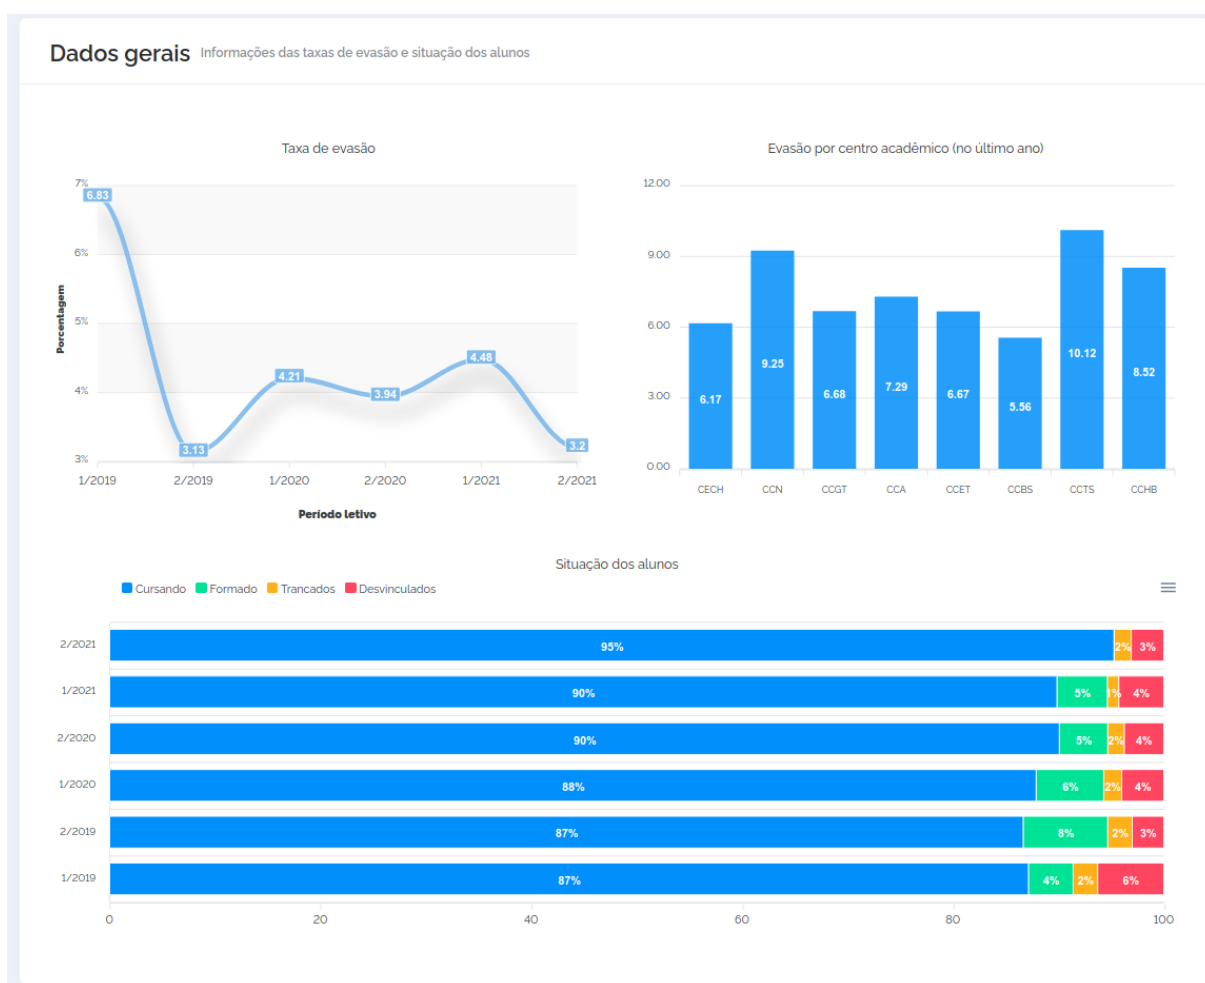 Dados gerais Informações das taxas de evasão e situação dos alunos
Taxa de evasão
7%
6%
5%
4%
3%
Porcentagem
6.83
3.13
4.21
3.94
4.48
3.2
1/2019 2/2019 1/2020 2/2020 1/2021 2/2021
Período letivo
Evasão por centro acadêmico (no último ano)
12.00
9.00
6.00
3.00
0.00
6.17 9.25 6.68 7.29 6.67 5.56 10.12 8.52
CECH CCN CCGT CCA CCET CCBS CCTS CCHB
Situação dos alunos
Cursando Formado Trancados Desvinculados
2/2021 95% 2% 3%
1/2021 90% 5% 1% 4%
2/2020 90% 5% 2% 4%
1/2020 88% 6% 2% 4%
2/2019 87% 8% 2% 3%
1/2019 87% 4% 2% 6%
0 20 40 60 80 100